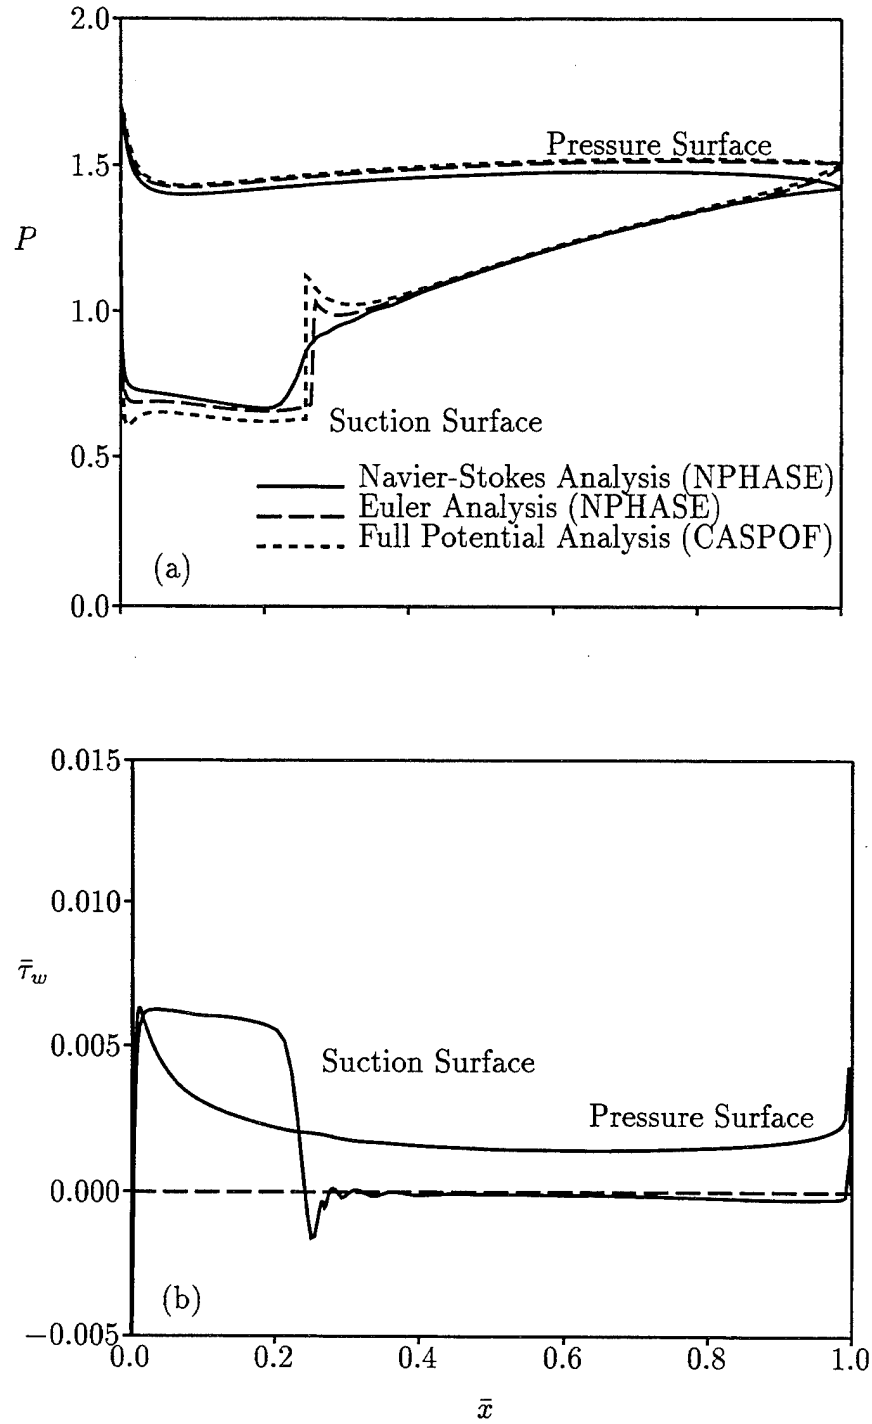 2.0
Pressure Surface
1.5
P
1.0
Suction Surface
0.5
Navier-Stokes Analysis (NPHASE)
Euler Analysis (NPHASE)
Full Potential Analysis (CASPOF)
(a)
0.0
0.015
0.010
τ̄w
0.005
Suction Surface
Pressure Surface
0.000
(b)
−0.005
0.0 0.2 0.4 0.6 0.8 1.0
x̄